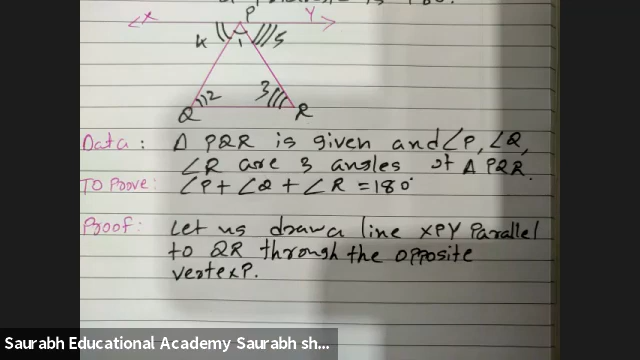 X P Y
4 1 5
2 3
Q R
Data: Δ PQR is given and ∠P, ∠Q,
∠R are 3 angles of Δ PQR.
To Prove: ∠P + ∠Q + ∠R = 180°
Proof: Let us draw a line XPY Parallel
to QR through the opposite
vertex P.
Saurabh Educational Academy Saurabh sh...